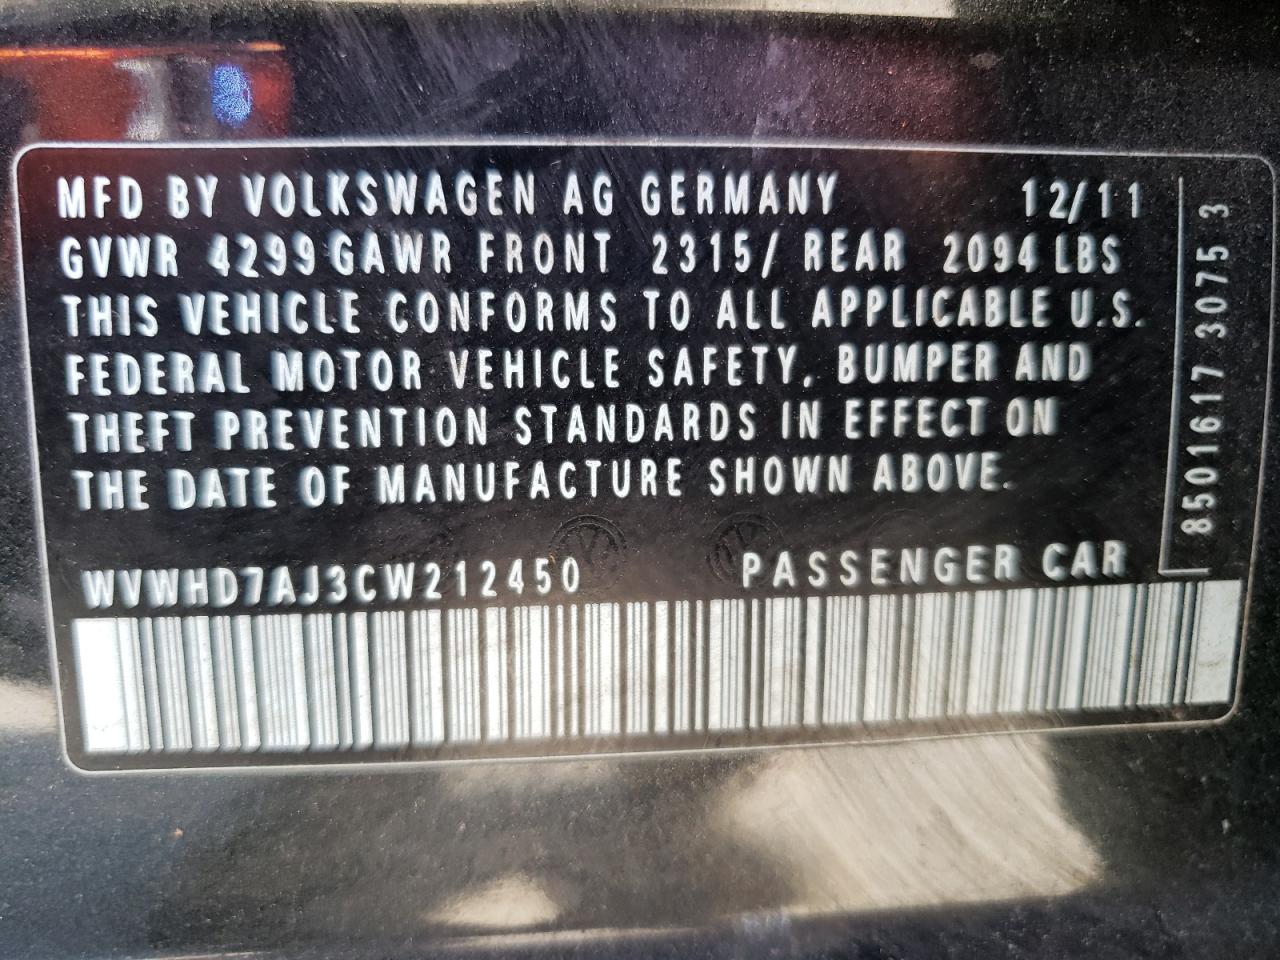 MFD BY VOLKSWAGEN AG GERMANY 12/11
GVWR 4299 GAWR FRONT 2315/ REAR 2094 LBS
THIS VEHICLE CONFORMS TO ALL APPLICABLE U.S.
FEDERAL MOTOR VEHICLE SAFETY, BUMPER AND
THEFT PREVENTION STANDARDS IN EFFECT ON
THE DATE OF MANUFACTURE SHOWN ABOVE.
WVWHD7AJ3CW212450 PASSENGER CAR
8501617 3075 3